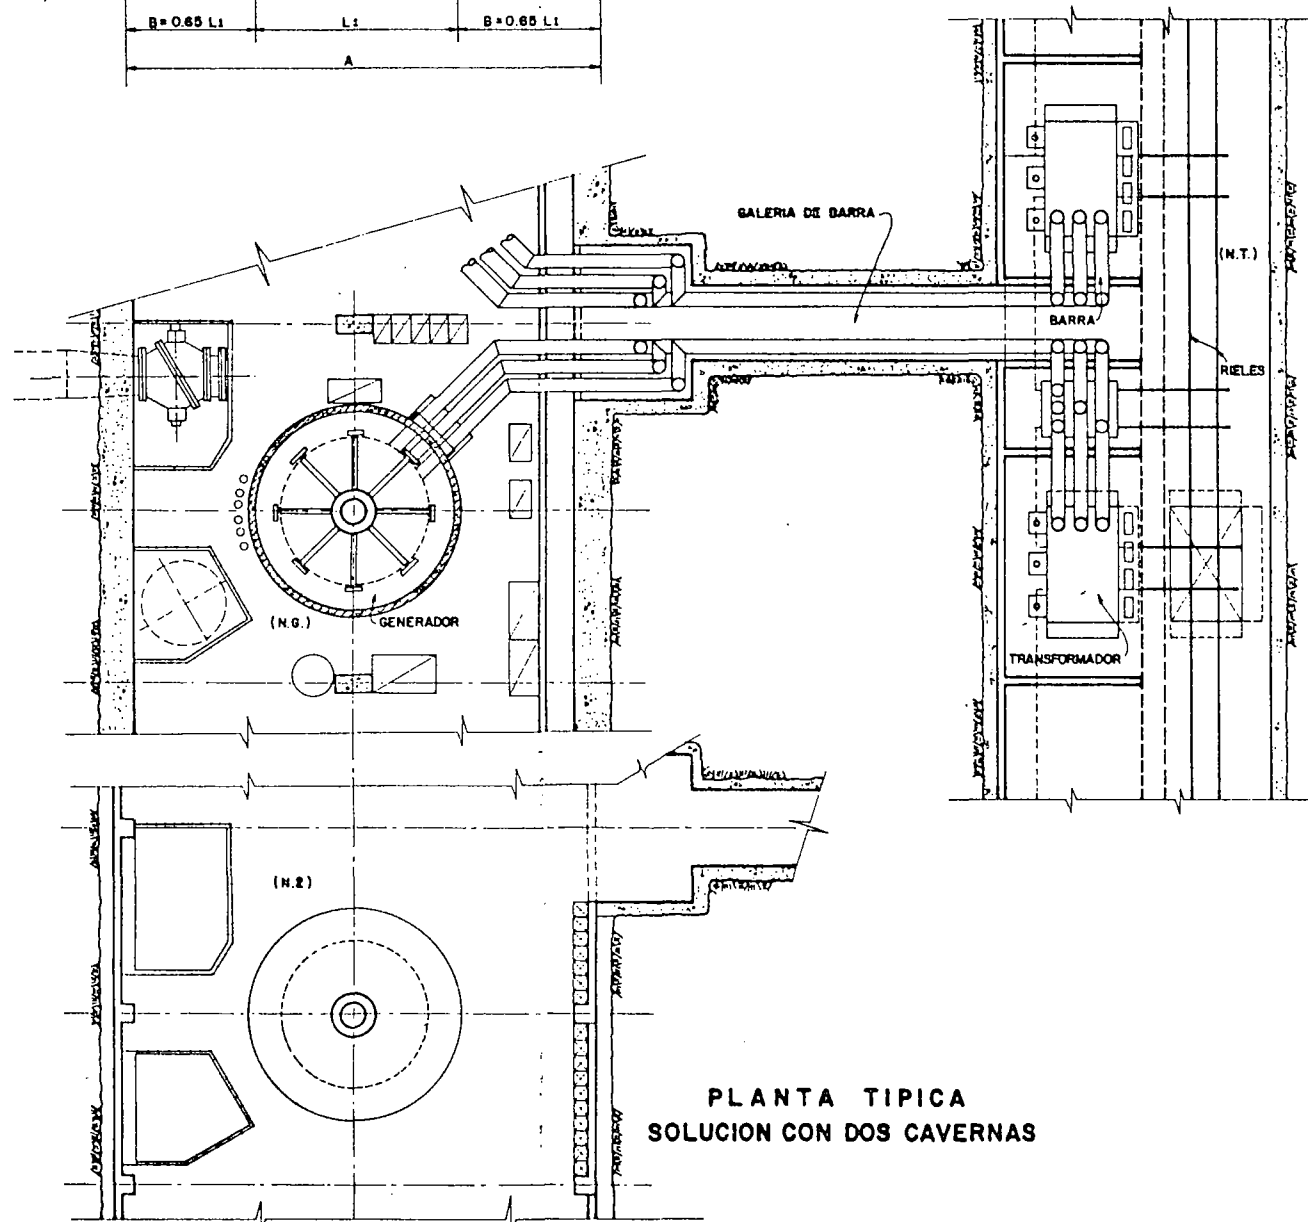 B=0.65 L1 L1 B=0.65 L1
A
GALERIA DE BARRA
(N.T.)
BARRA
RIELES
(N.G.)
GENERADOR
TRANSFORMADOR
(N.2)
PLANTA TIPICA
SOLUCION CON DOS CAVERNAS